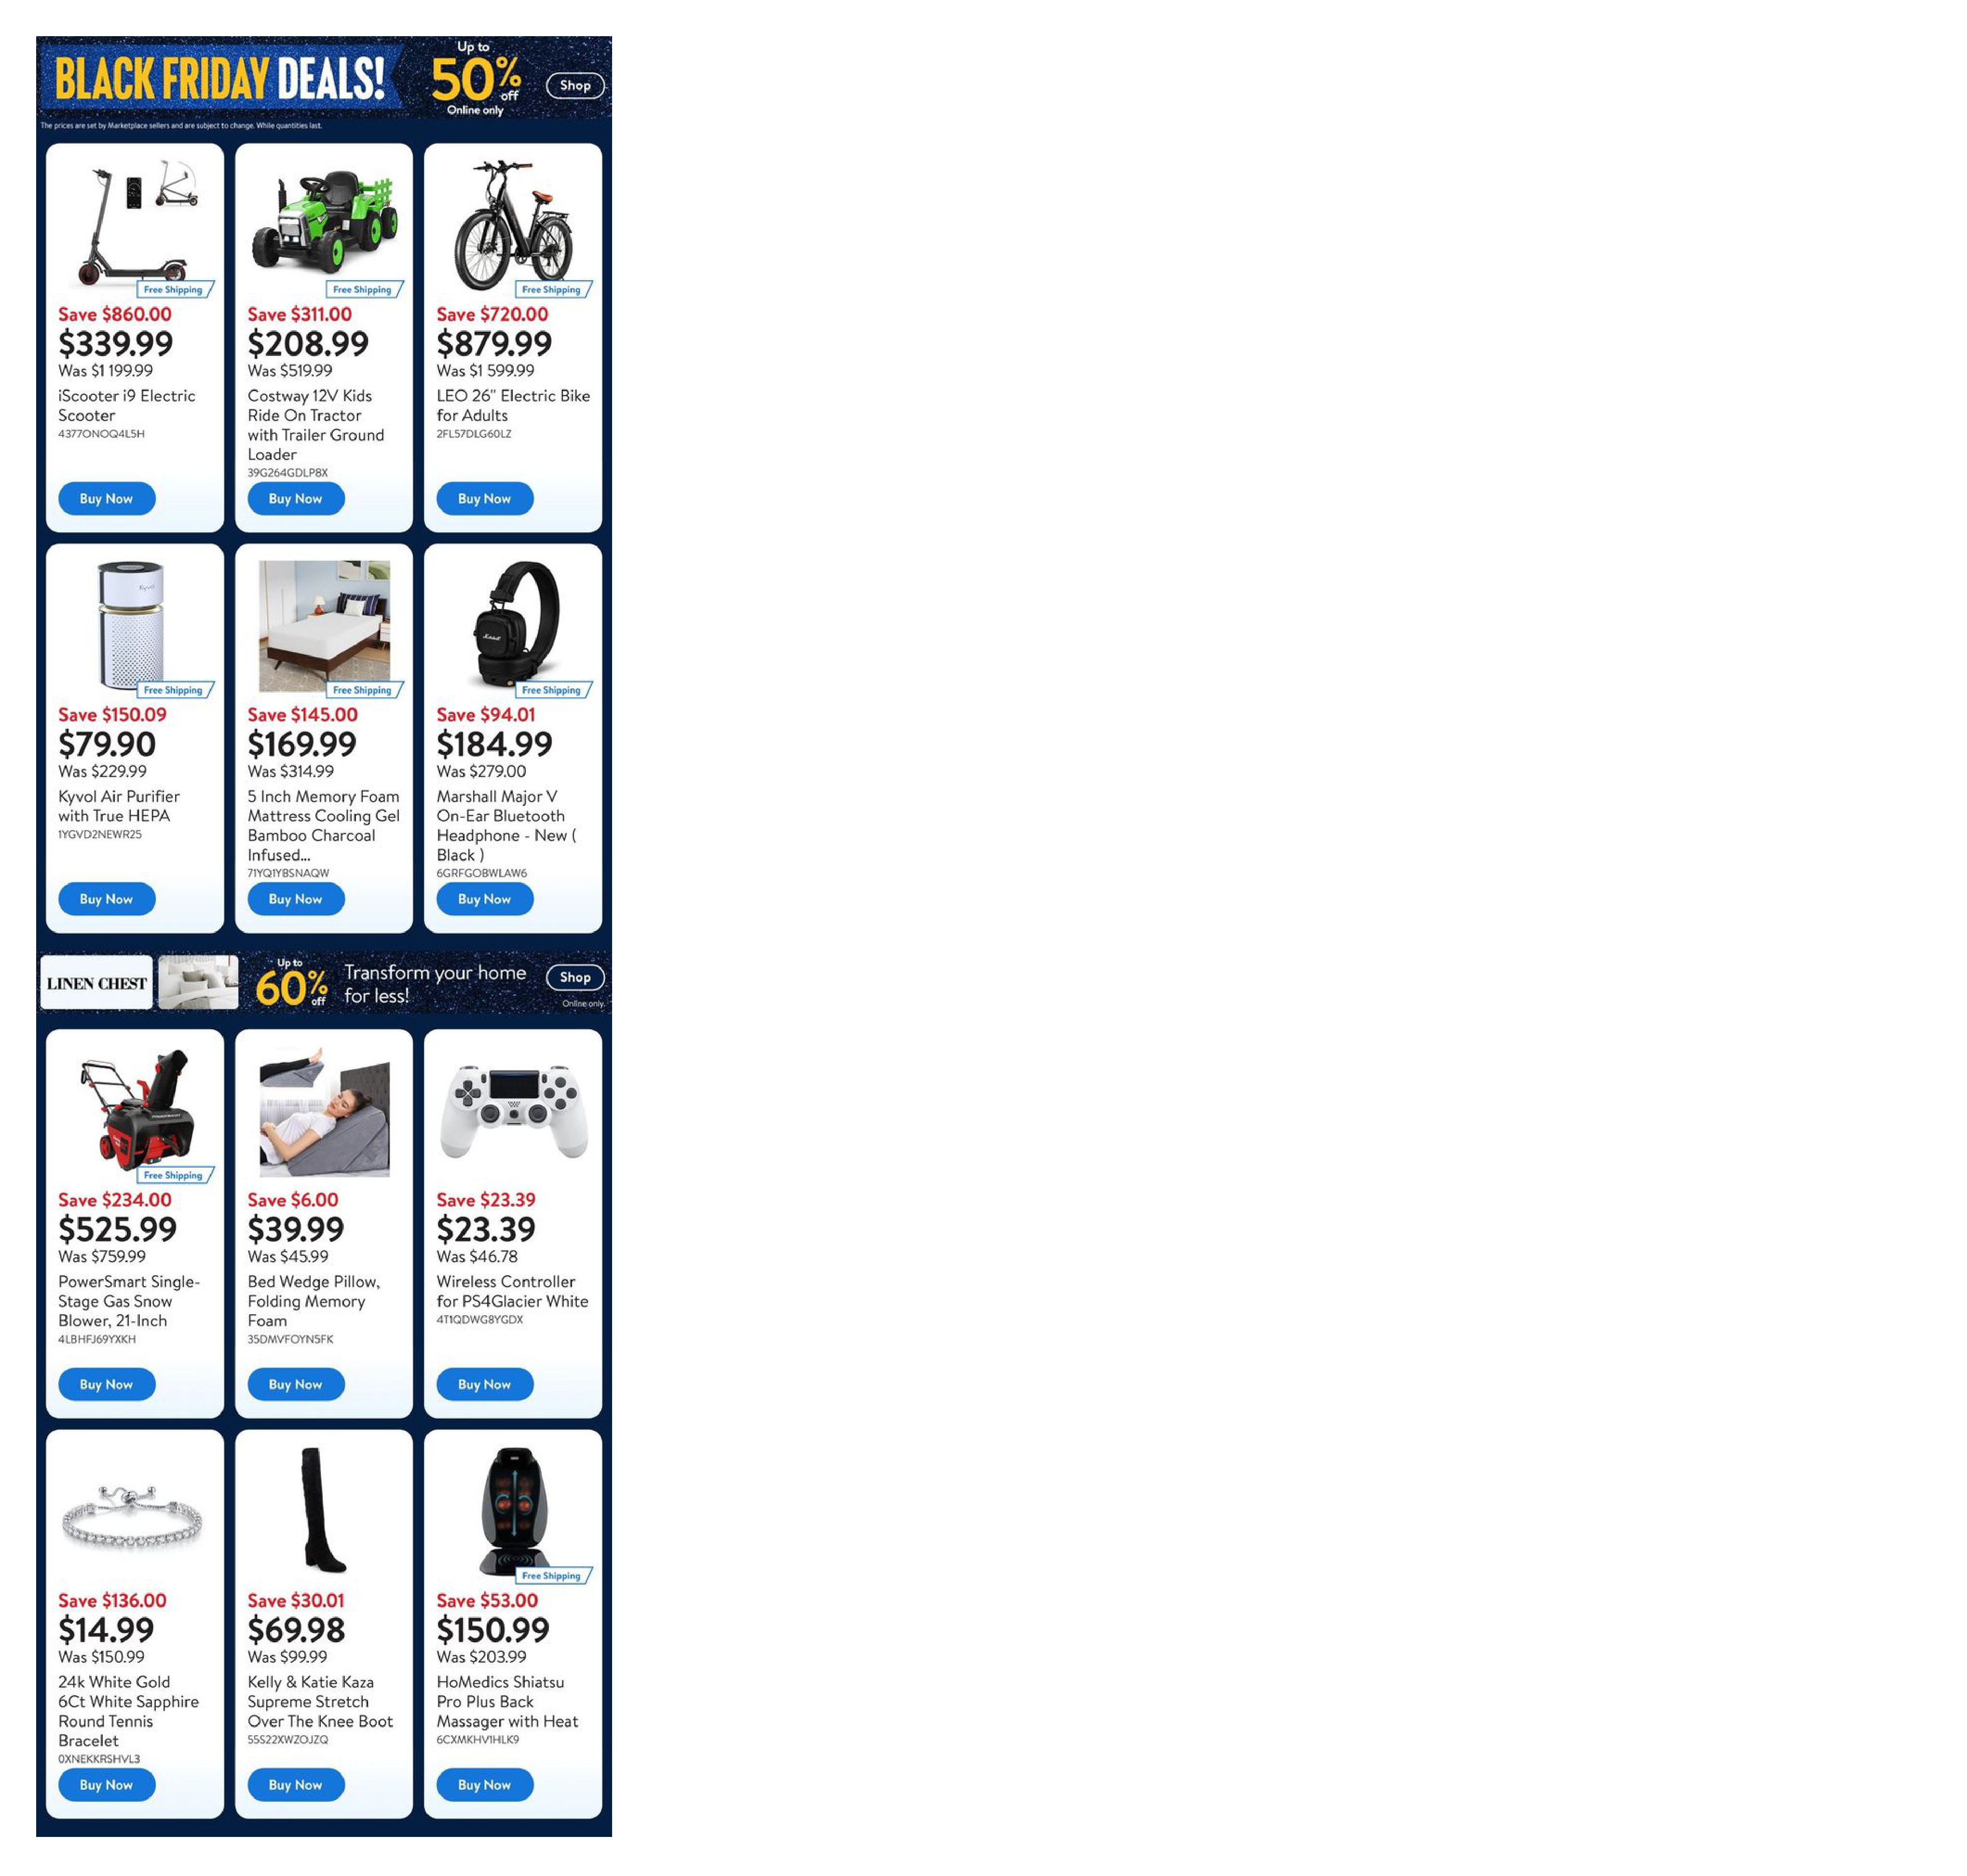 BLACK FRIDAY DEALS!
Up to
50% off
Online only
Shop
The prices are set by Marketplace sellers and are subject to change. While quantities last.
Free Shipping
Save $860.00
$339.99
Was $1 199.99
iScooter i9 Electric
Scooter
4377ONOQ4L5H
Buy Now
Free Shipping
Save $311.00
$208.99
Was $519.99
Costway 12V Kids
Ride On Tractor
with Trailer Ground
Loader
39G264GDLP8X
Buy Now
Free Shipping
Save $720.00
$879.99
Was $1 599.99
LEO 26" Electric Bike
for Adults
2FL57DLG60LZ
Buy Now
Kyvol
Free Shipping
Save $150.09
$79.90
Was $229.99
Kyvol Air Purifier
with True HEPA
1YGVD2NEWR25
Buy Now
Free Shipping
Save $145.00
$169.99
Was $314.99
5 Inch Memory Foam
Mattress Cooling Gel
Bamboo Charcoal
Infused...
71YQ1YBSNAQW
Buy Now
Marshall
Free Shipping
Save $94.01
$184.99
Was $279.00
Marshall Major V
On-Ear Bluetooth
Headphone - New (
Black )
6GRFGOBWLAW6
Buy Now
LINEN CHEST
Up to
60% off
Transform your home
for less!
Shop
Online only.
POWERSMART
Free Shipping
Save $234.00
$525.99
Was $759.99
PowerSmart Single-
Stage Gas Snow
Blower, 21-Inch
4LBHFJ69YXKH
Buy Now
Save $6.00
$39.99
Was $45.99
Bed Wedge Pillow,
Folding Memory
Foam
35DMVFOYN5FK
Buy Now
Save $23.39
$23.39
Was $46.78
Wireless Controller
for PS4Glacier White
4T1QDWG8YGDX
Buy Now
Save $136.00
$14.99
Was $150.99
24k White Gold
6Ct White Sapphire
Round Tennis
Bracelet
0XNEKKRSHVL3
Buy Now
Save $30.01
$69.98
Was $99.99
Kelly & Katie Kaza
Supreme Stretch
Over The Knee Boot
55S22XWZOJZQ
Buy Now
Free Shipping
Save $53.00
$150.99
Was $203.99
HoMedics Shiatsu
Pro Plus Back
Massager with Heat
6CXMKHV1HLK9
Buy Now